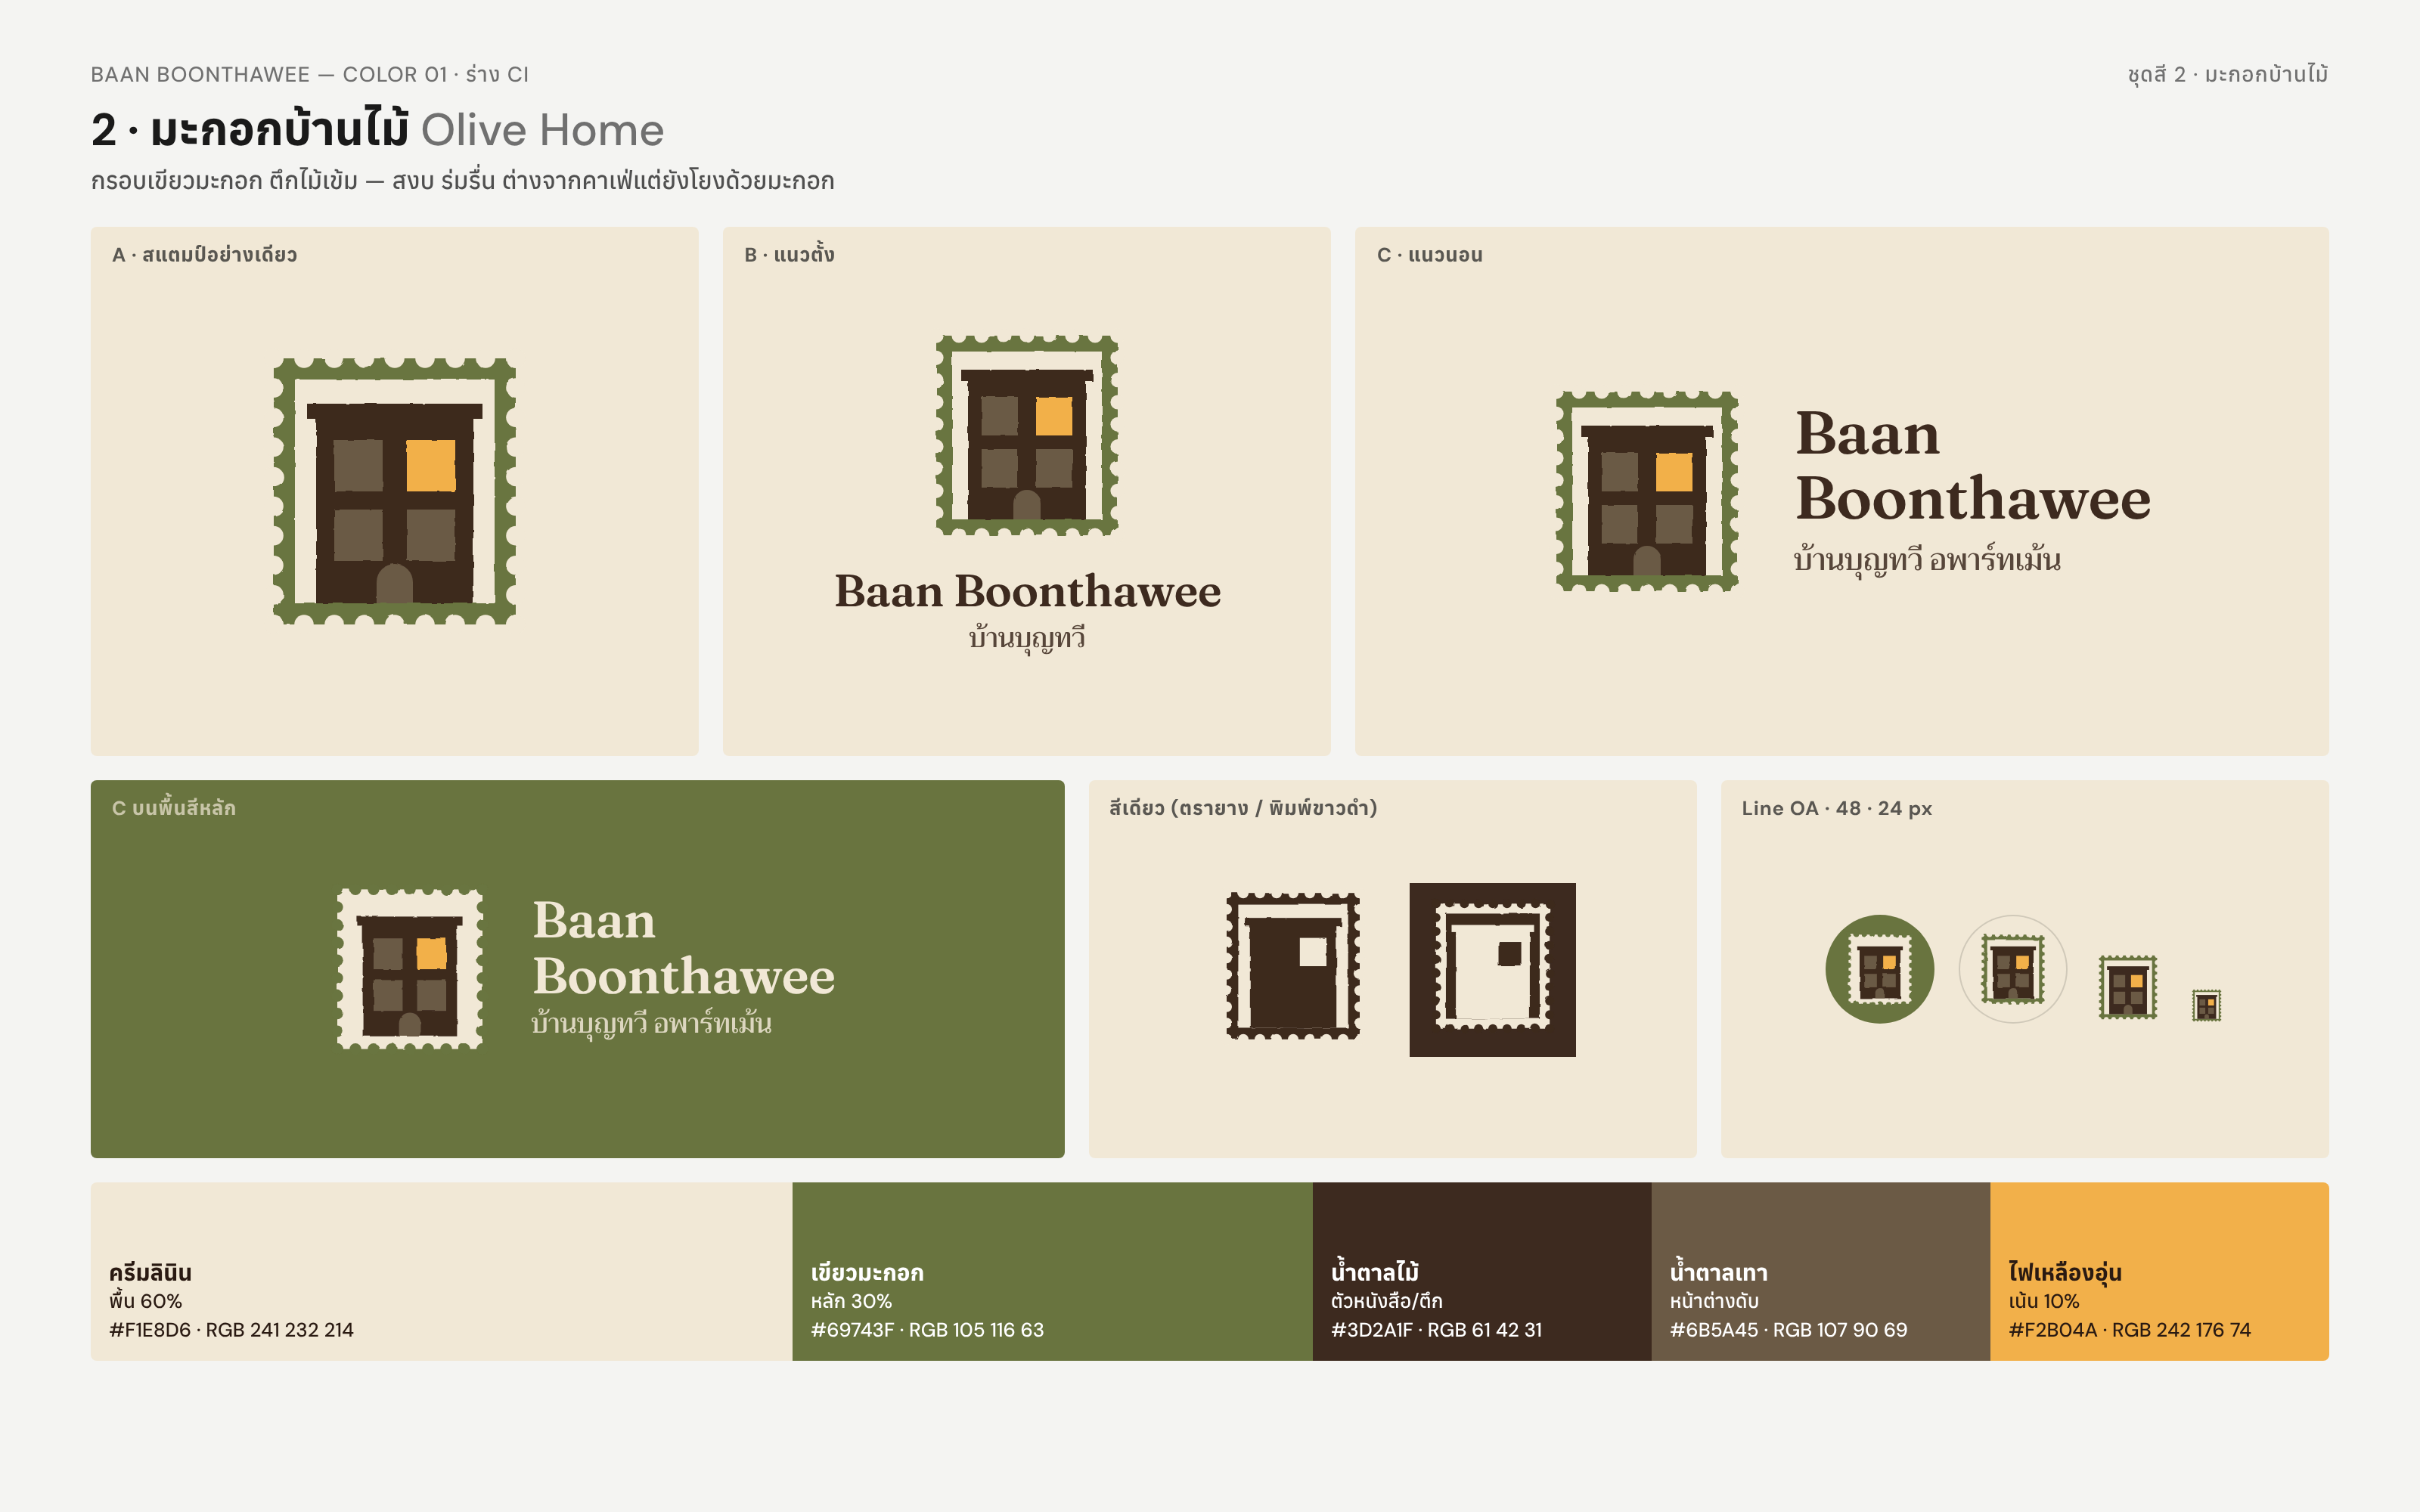 BAAN BOONTHAWEE — COLOR 01 · ร่าง CI
ชุดสี 2 · มะกอกบ้านไม้
2 · มะกอกบ้านไม้ Olive Home
กรอบเขียวมะกอก ตึกไม้เข้ม — สงบ ร่มรื่น ต่างจากคาเฟ่แต่ยังโยงด้วยมะกอก
A · สแตมป์อย่างเดียว
B · แนวตั้ง
Baan Boonthawee
บ้านบุญทวี
C · แนวนอน
Baan
Boonthawee
บ้านบุญทวี อพาร์ทเม้น
C บนพื้นสีหลัก
Baan
Boonthawee
บ้านบุญทวี อพาร์ทเม้น
สีเดียว (ตรายาง / พิมพ์ขาวดำ)
Line OA · 48 · 24 px
ครีมลินิน
พื้น 60%
#F1E8D6 · RGB 241 232 214
เขียวมะกอก
หลัก 30%
#69743F · RGB 105 116 63
น้ำตาลไม้
ตัวหนังสือ/ตึก
#3D2A1F · RGB 61 42 31
น้ำตาลเทา
หน้าต่างดับ
#6B5A45 · RGB 107 90 69
ไฟเหลืองอุ่น
เน้น 10%
#F2B04A · RGB 242 176 74